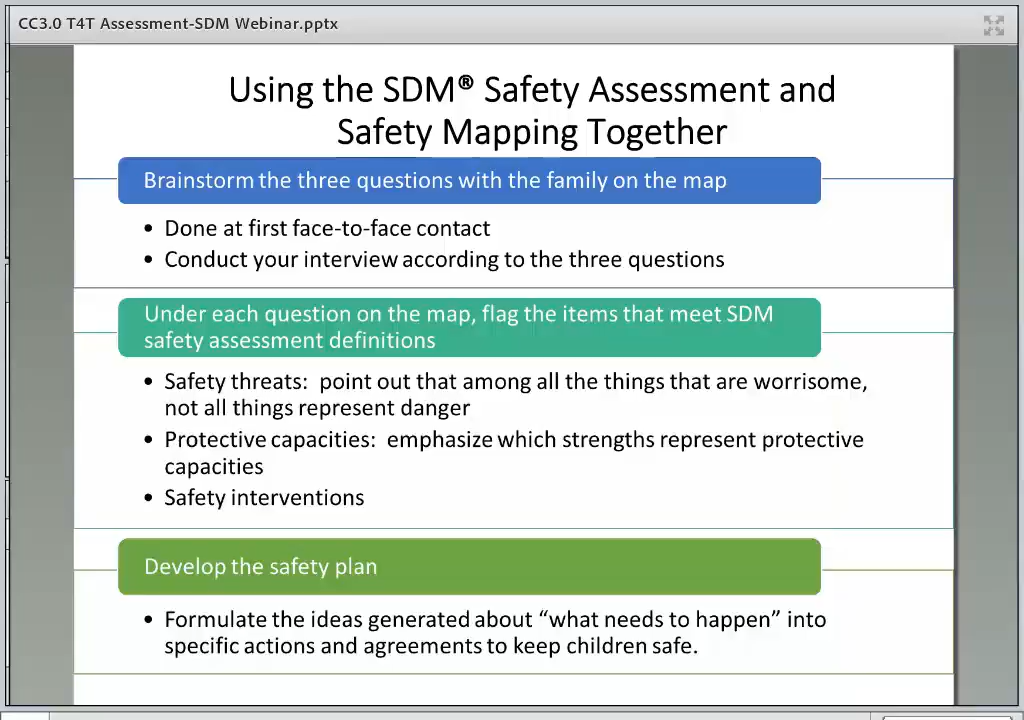 CC3.0 T4T Assessment-SDM Webinar.pptx
Using the SDM® Safety Assessment and
Safety Mapping Together
Brainstorm the three questions with the family on the map
• Done at first face-to-face contact
• Conduct your interview according to the three questions
Under each question on the map, flag the items that meet SDM
safety assessment definitions
• Safety threats:  point out that among all the things that are worrisome,
not all things represent danger
• Protective capacities:  emphasize which strengths represent protective
capacities
• Safety interventions
Develop the safety plan
• Formulate the ideas generated about “what needs to happen” into
specific actions and agreements to keep children safe.